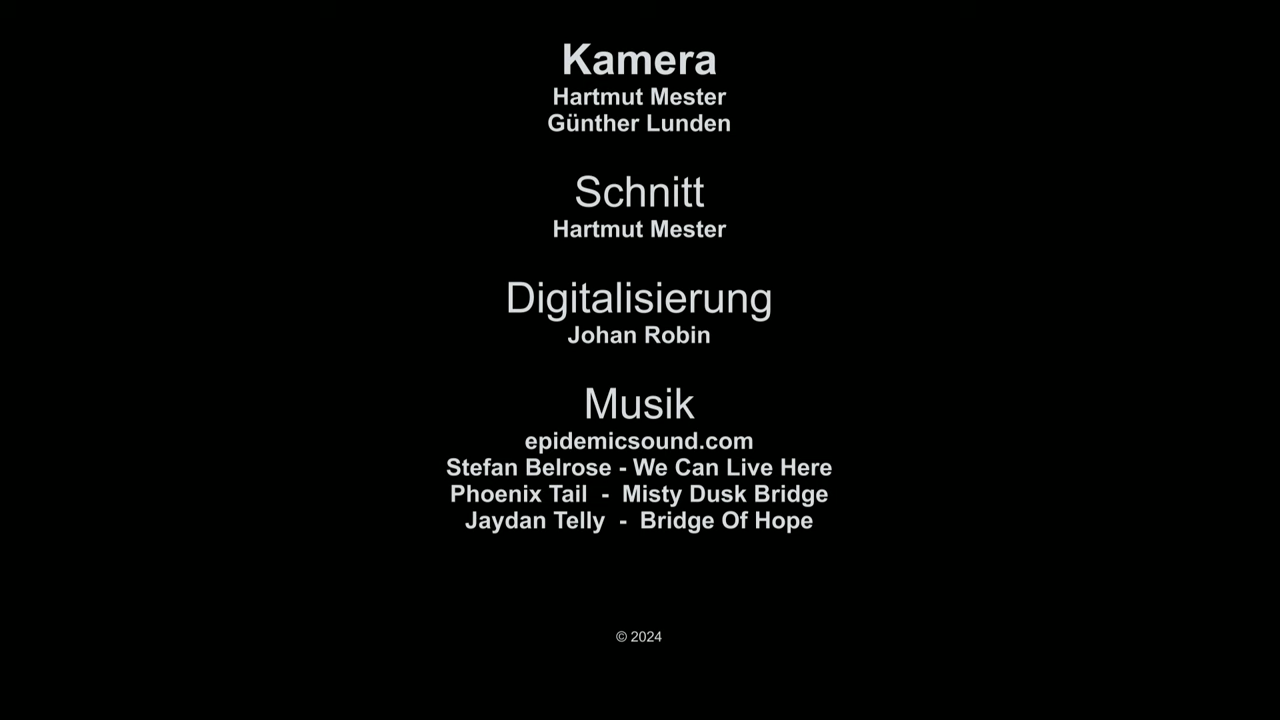 Kamera
Hartmut Mester
Günther Lunden
Schnitt
Hartmut Mester
Digitalisierung
Johan Robin
Musik
epidemicsound.com
Stefan Belrose - We Can Live Here
Phoenix Tail  -  Misty Dusk Bridge
Jaydan Telly  -  Bridge Of Hope
© 2024